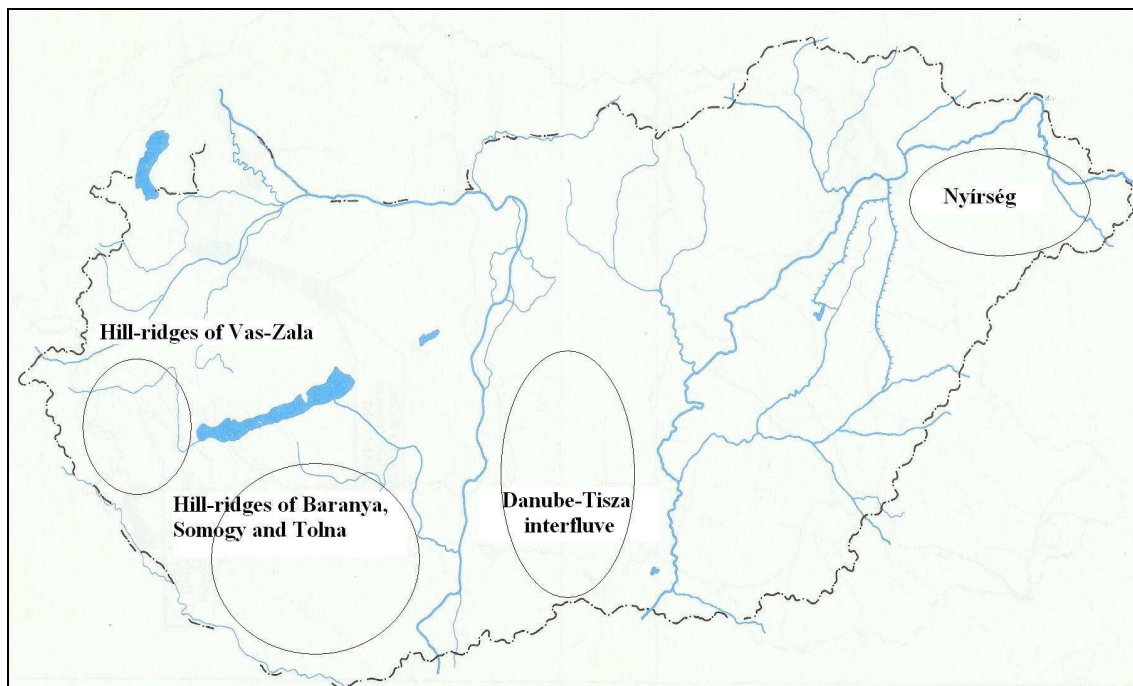 Nyírség
Hill-ridges of Vas-Zala
Hill-ridges of Baranya,
Somogy and Tolna
Danube-Tisza
interfluve